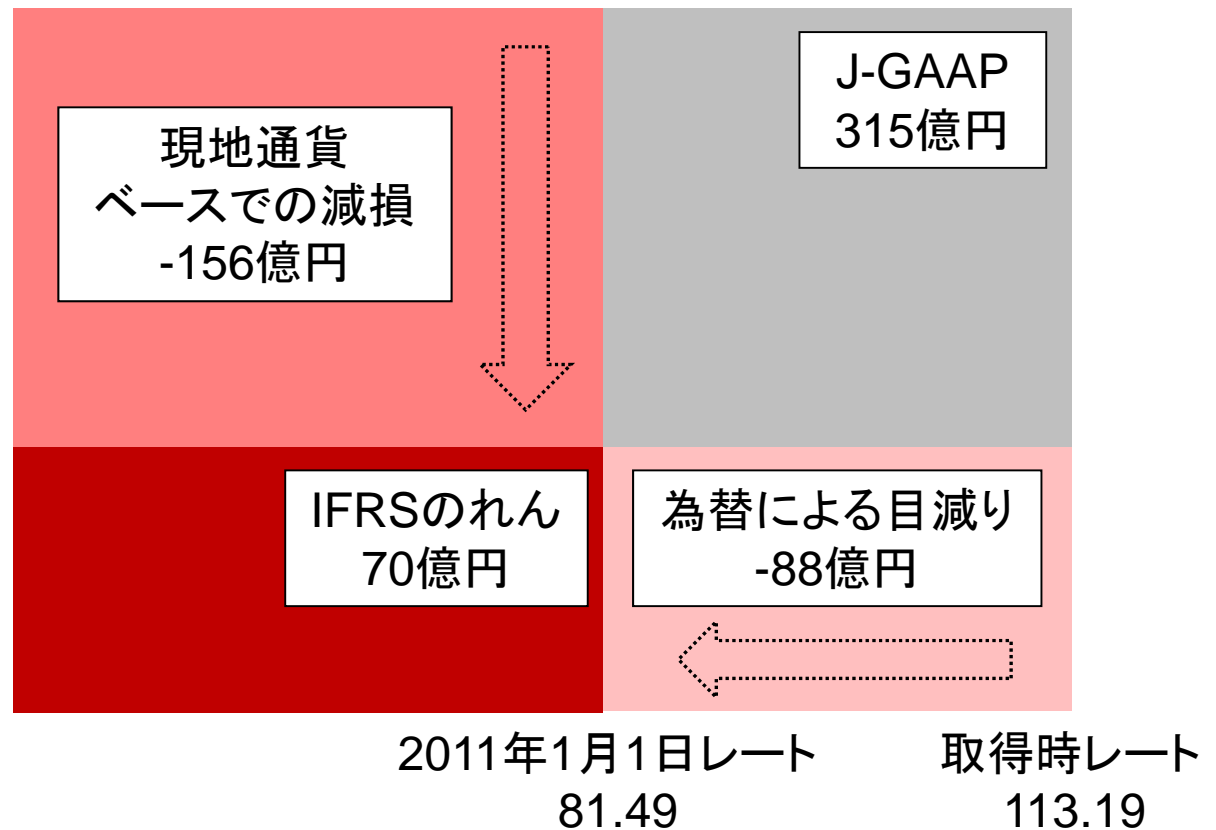 J-GAAP
315億円
現地通貨
ベースでの減損
-156億円
IFRSのれん
70億円
為替による目減り
-88億円
2011年1月1日レート
81.49
取得時レート
113.19